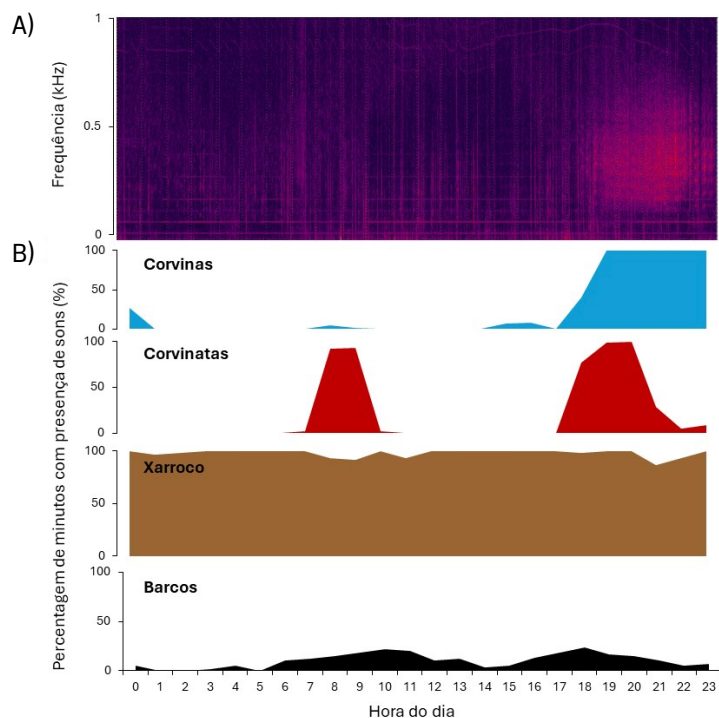 A)
1
0.5
0
Frequência (kHz)
B)
Percentagem de minutos com presença de sons (%)
100
50
0
Corvinas
100
50
0
Corvinatas
100
50
0
Xarroco
100
50
0
Barcos
0 1 2 3 4 5 6 7 8 9 10 11 12 13 14 15 16 17 18 19 20 21 22 23
Hora do dia